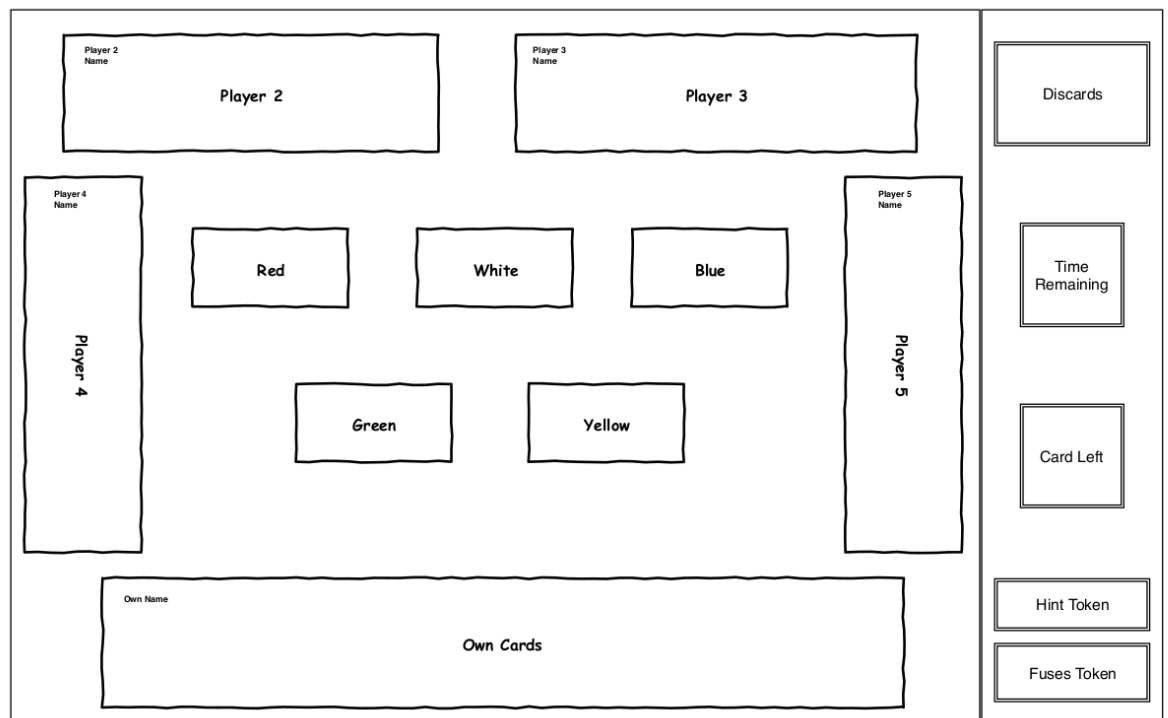 Player 2
Name
Player 2
Player 3
Name
Player 3
Discards
Player 4
Name
Player 4
Red
White
Blue
Player 5
Name
Player 5
Time
Remaining
Green
Yellow
Card Left
Own Name
Own Cards
Hint Token
Fuses Token